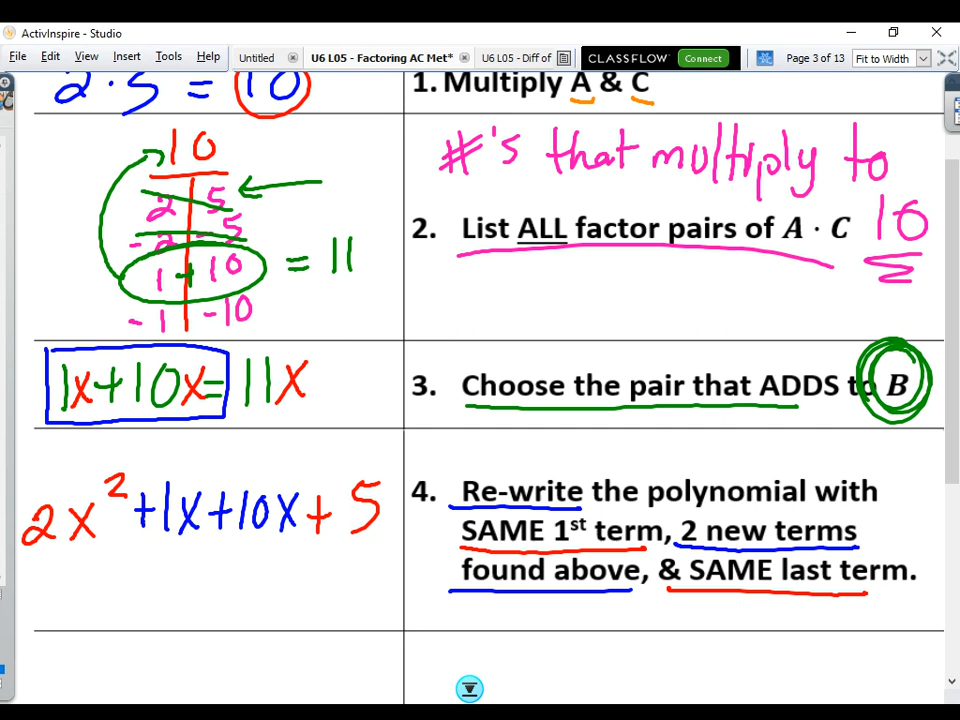 ActivInspire - Studio
File Edit View Insert Tools Help Untitled U6 L05 - Factoring AC Met* U6 L05 - Diff of CLASSFLOW Connect Page 3 of 13 Fit to Width
2 · 5 = 10
1. Multiply A & C
10
2 5
-2 -5
1 + 10 = 11
-1 -10
#'s that multiply to
10
2. List ALL factor pairs of A · C
1x+10x= 11x
3. Choose the pair that ADDS to B
2x² +1x+10x+ 5
4. Re-write the polynomial with
SAME 1st term, 2 new terms
found above, & SAME last term.